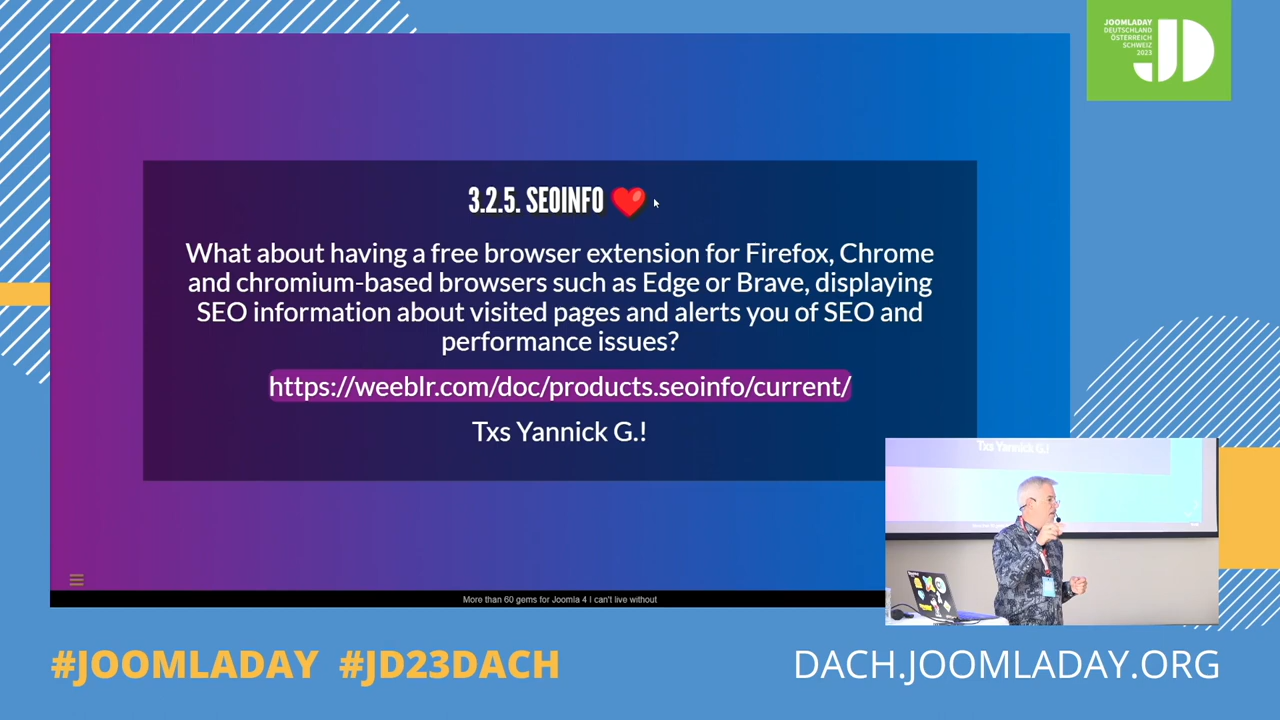 JOOMLADAY
DEUTSCHLAND
ÖSTERREICH
SCHWEIZ
2023
JD
3.2.5. SEOINFO ❤️
What about having a free browser extension for Firefox, Chrome
and chromium-based browsers such as Edge or Brave, displaying
SEO information about visited pages and alerts you of SEO and
performance issues?
https://weeblr.com/doc/products.seoinfo/current/
Txs Yannick G.!
Txs Yannick G.!
More than 60 gems for Joomla 4 I can't live without
#JOOMLADAY #JD23DACH
DACH.JOOMLADAY.ORG